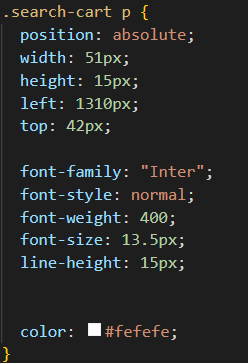 .search-cart p {
position: absolute;
width: 51px;
height: 15px;
left: 1310px;
top: 42px;
font-family: "Inter";
font-style: normal;
font-weight: 400;
font-size: 13.5px;
line-height: 15px;
color: #fefefe;
}